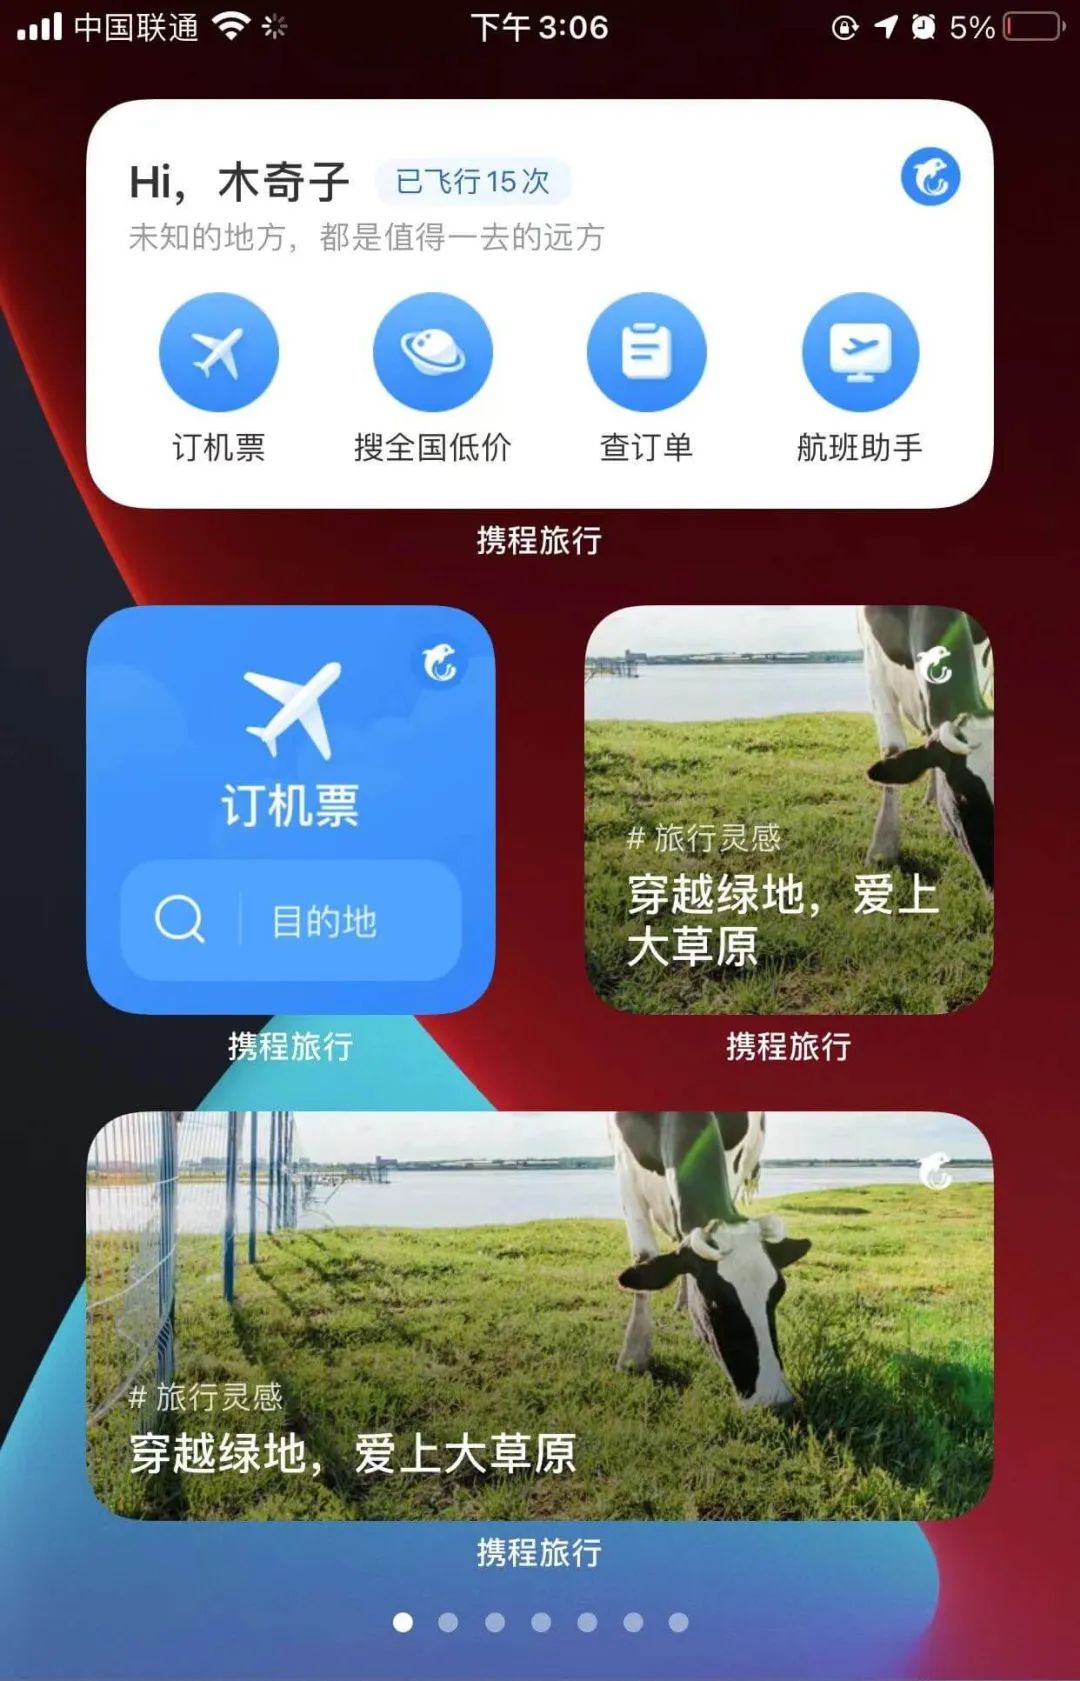 中国联通
下午3:06
5%
Hi，木奇子
已飞行15次
未知的地方，都是值得一去的远方
订机票
搜全国低价
查订单
航班助手
携程旅行
订机票
目的地
携程旅行
# 旅行灵感
穿越绿地，爱上
大草原
携程旅行
# 旅行灵感
穿越绿地，爱上大草原
携程旅行